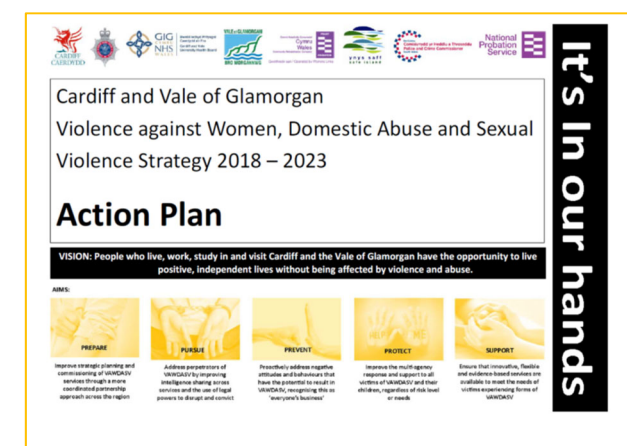 CARDIFF
CAERDYDD
GIG
NHS
VALE of GLAMORGAN
BRO MORGANNWG
Cymru
Wales
ynys saff
safe island
National
Probation
Service
It's In our hands
Cardiff and Vale of Glamorgan
Violence against Women, Domestic Abuse and Sexual
Violence Strategy 2018 – 2023
Action Plan
VISION: People who live, work, study in and visit Cardiff and the Vale of Glamorgan have the opportunity to live
positive, independent lives without being affected by violence and abuse.
AIMS:
PREPARE
Improve strategic planning and
commissioning of VAWDASV
services through a more
coordinated partnership
approach across the region
PURSUE
Address perpetrators of
VAWDASV by improving
intelligence sharing across
services and the use of legal
powers to disrupt and convict
PREVENT
Proactively address negative
attitudes and behaviours that
have the potential to result in
VAWDASV, recognising this as
'everyone's business'
HELP ME
PROTECT
Improve the multi-agency
response and support to all
victims of VAWDASV and their
children, regardless of risk level
or needs
SUPPORT
Ensure that innovative, flexible
and evidence-based services are
available to meet the needs of
victims experiencing forms of
VAWDASV